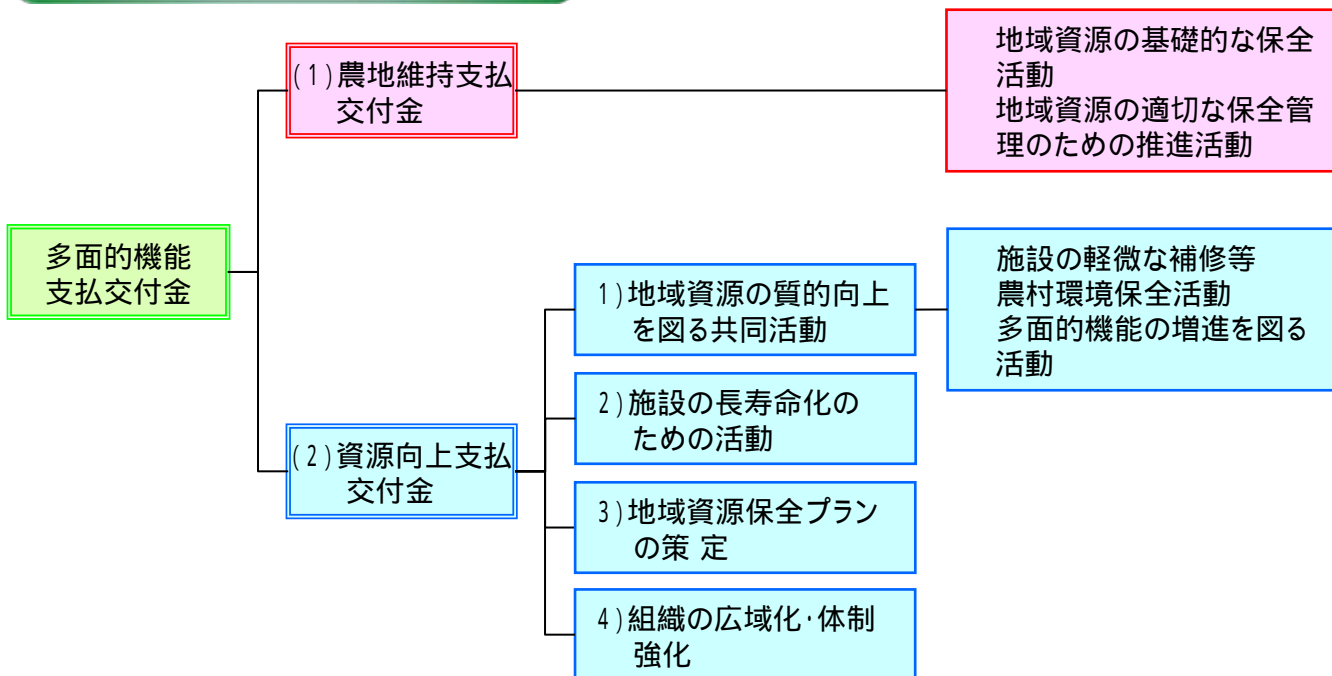 (1)農地維持支払
交付金
地域資源の基礎的な保全
活動
地域資源の適切な保全管
理のための推進活動
多面的機能
支払交付金
(2)資源向上支払
交付金
1)地域資源の質的向上
を図る共同活動
施設の軽微な補修等
農村環境保全活動
多面的機能の増進を図る
活動
2)施設の長寿命化の
ための活動
3)地域資源保全プラン
の策 定
4)組織の広域化・体制
強化